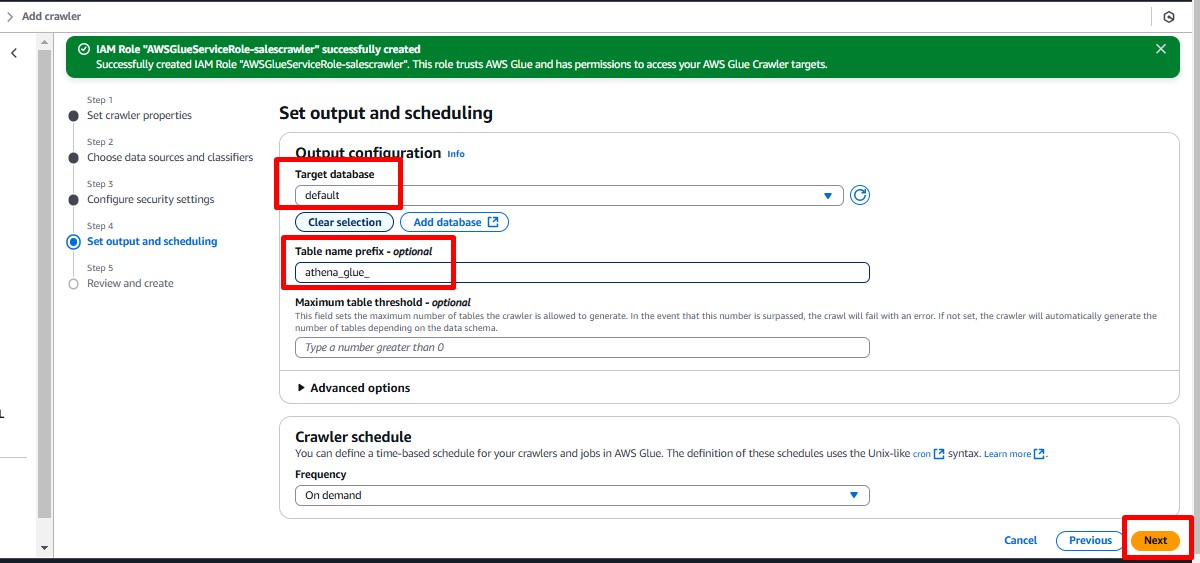 Add crawler
IAM Role "AWSGlueServiceRole-salescrawler" successfully created
Successfully created IAM Role "AWSGlueServiceRole-salescrawler". This role trusts AWS Glue and has permissions to access your AWS Glue Crawler targets.
Step 1
Set crawler properties
Step 2
Choose data sources and classifiers
Step 3
Configure security settings
Step 4
Set output and scheduling
Step 5
Review and create
Set output and scheduling
Output configuration Info
Target database
default
Clear selection Add database
Table name prefix - optional
athena_glue_
Maximum table threshold - optional
This field sets the maximum number of tables the crawler is allowed to generate. In the event that this number is surpassed, the crawl will fail with an error. If not set, the crawler will automatically generate the
number of tables depending on the data schema.
Type a number greater than 0
Advanced options
Crawler schedule
You can define a time-based schedule for your crawlers and jobs in AWS Glue. The definition of these schedules uses the Unix-like cron syntax. Learn more.
Frequency
On demand
Cancel Previous Next